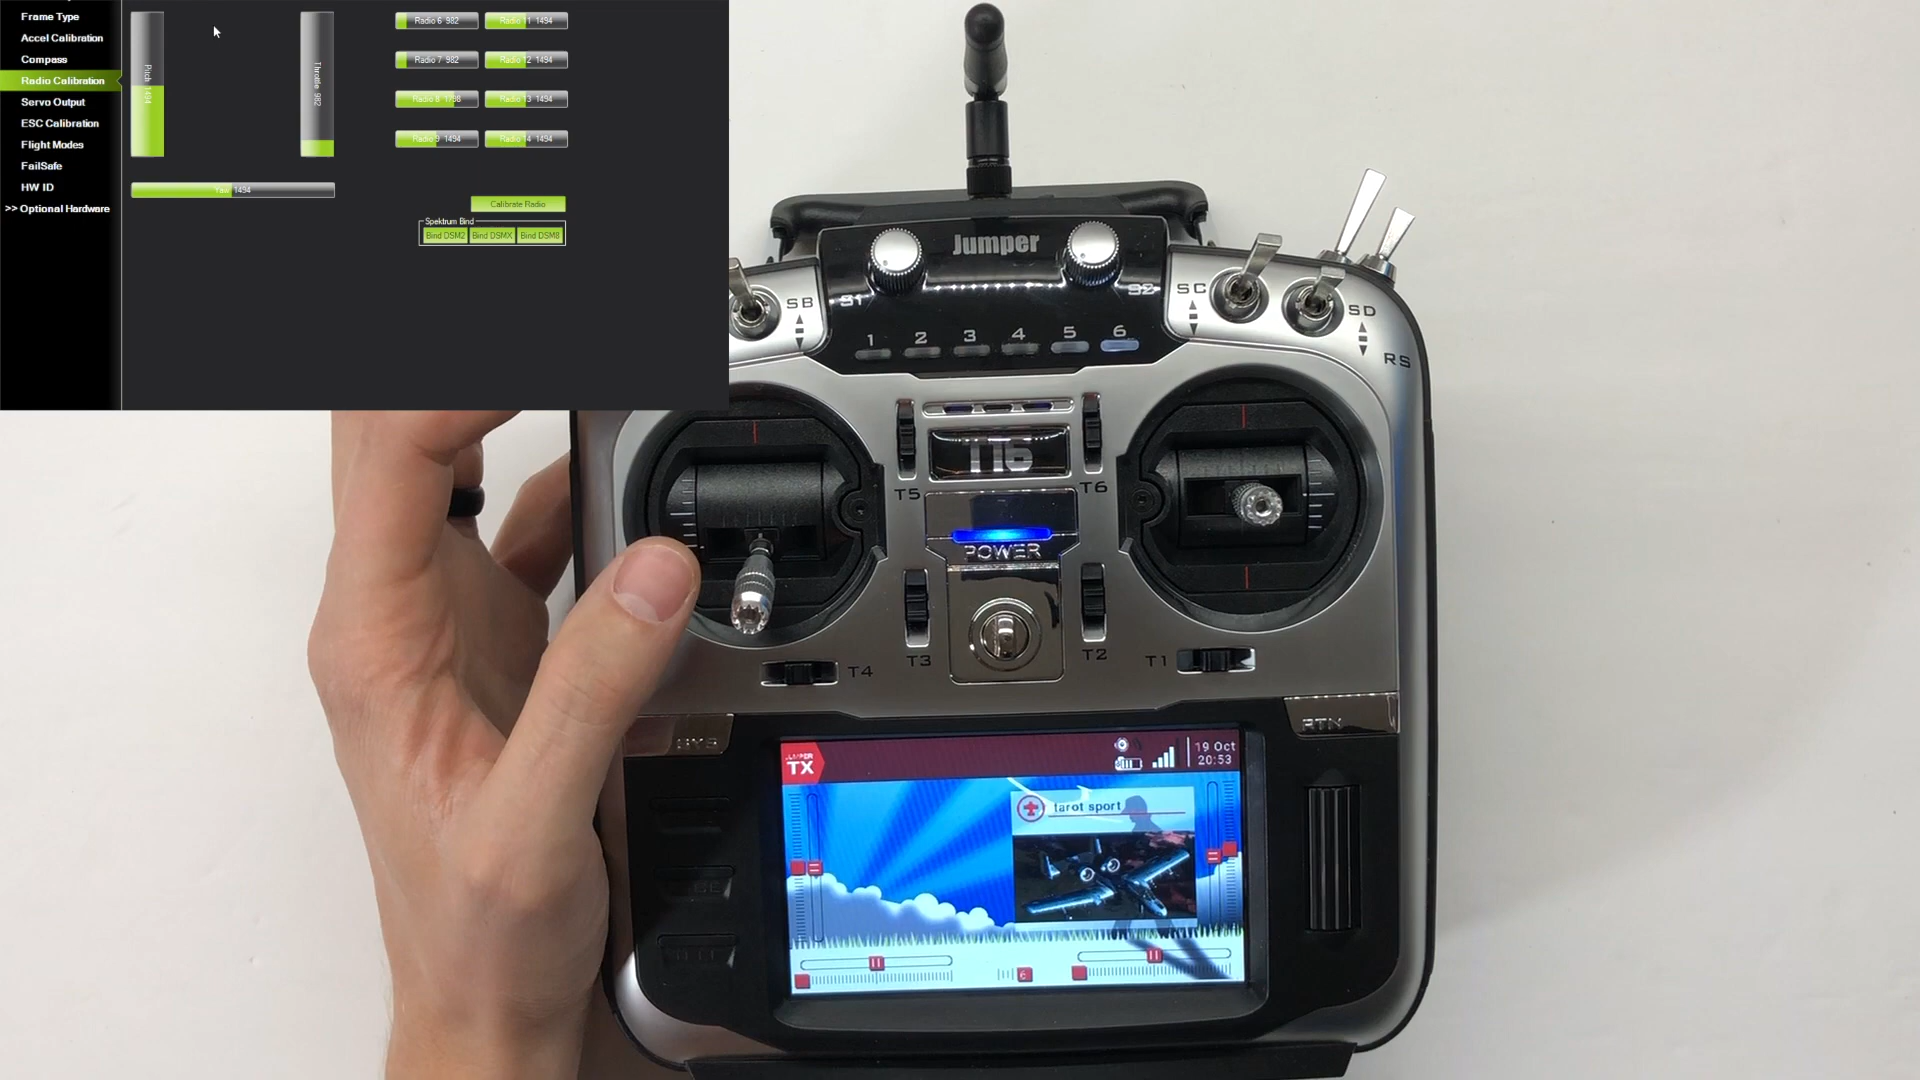 Frame Type
Accel Calibration
Compass
Radio Calibration
Servo Output
ESC Calibration
Flight Modes
FailSafe
HW ID
>> Optional Hardware
Pitch 1494
Throttle 982
Yaw 1494
Radio 6 982
Radio 11 1494
Radio 7 982
Radio 12 1494
Radio 8 1798
Radio 13 1494
Radio 9 1494
Radio 14 1494
Calibrate Radio
Spektrum Bind
Bind DSM2
Bind DSMX
Bind DSM8
Jumper
SB
S1
S2
SC
SD
RS
1 2 3 4 5 6
T16
T5
T6
POWER
T3
T2
T4
T1
SYS
RTN
JUMPER
TX
19 Oct
20:53
tarot sport
6